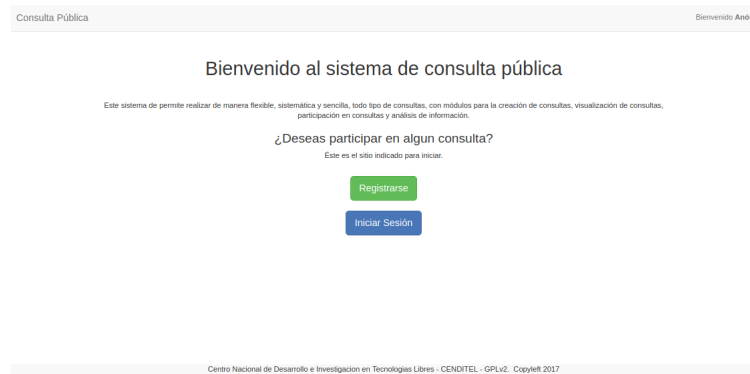 Consulta Pública
Bienvenido Anó
Bienvenido al sistema de consulta pública
Este sistema de permite realizar de manera flexible, sistemática y sencilla, todo tipo de consultas, con módulos para la creación de consultas, visualización de consultas,
participación en consultas y análisis de información.
¿Deseas participar en algun consulta?
Éste es el sitio indicado para iniciar.
Registrarse
Iniciar Sesión
Centro Nacional de Desarrollo e Investigacion en Tecnologias Libres - CENDITEL - GPLv2. Copyleft 2017